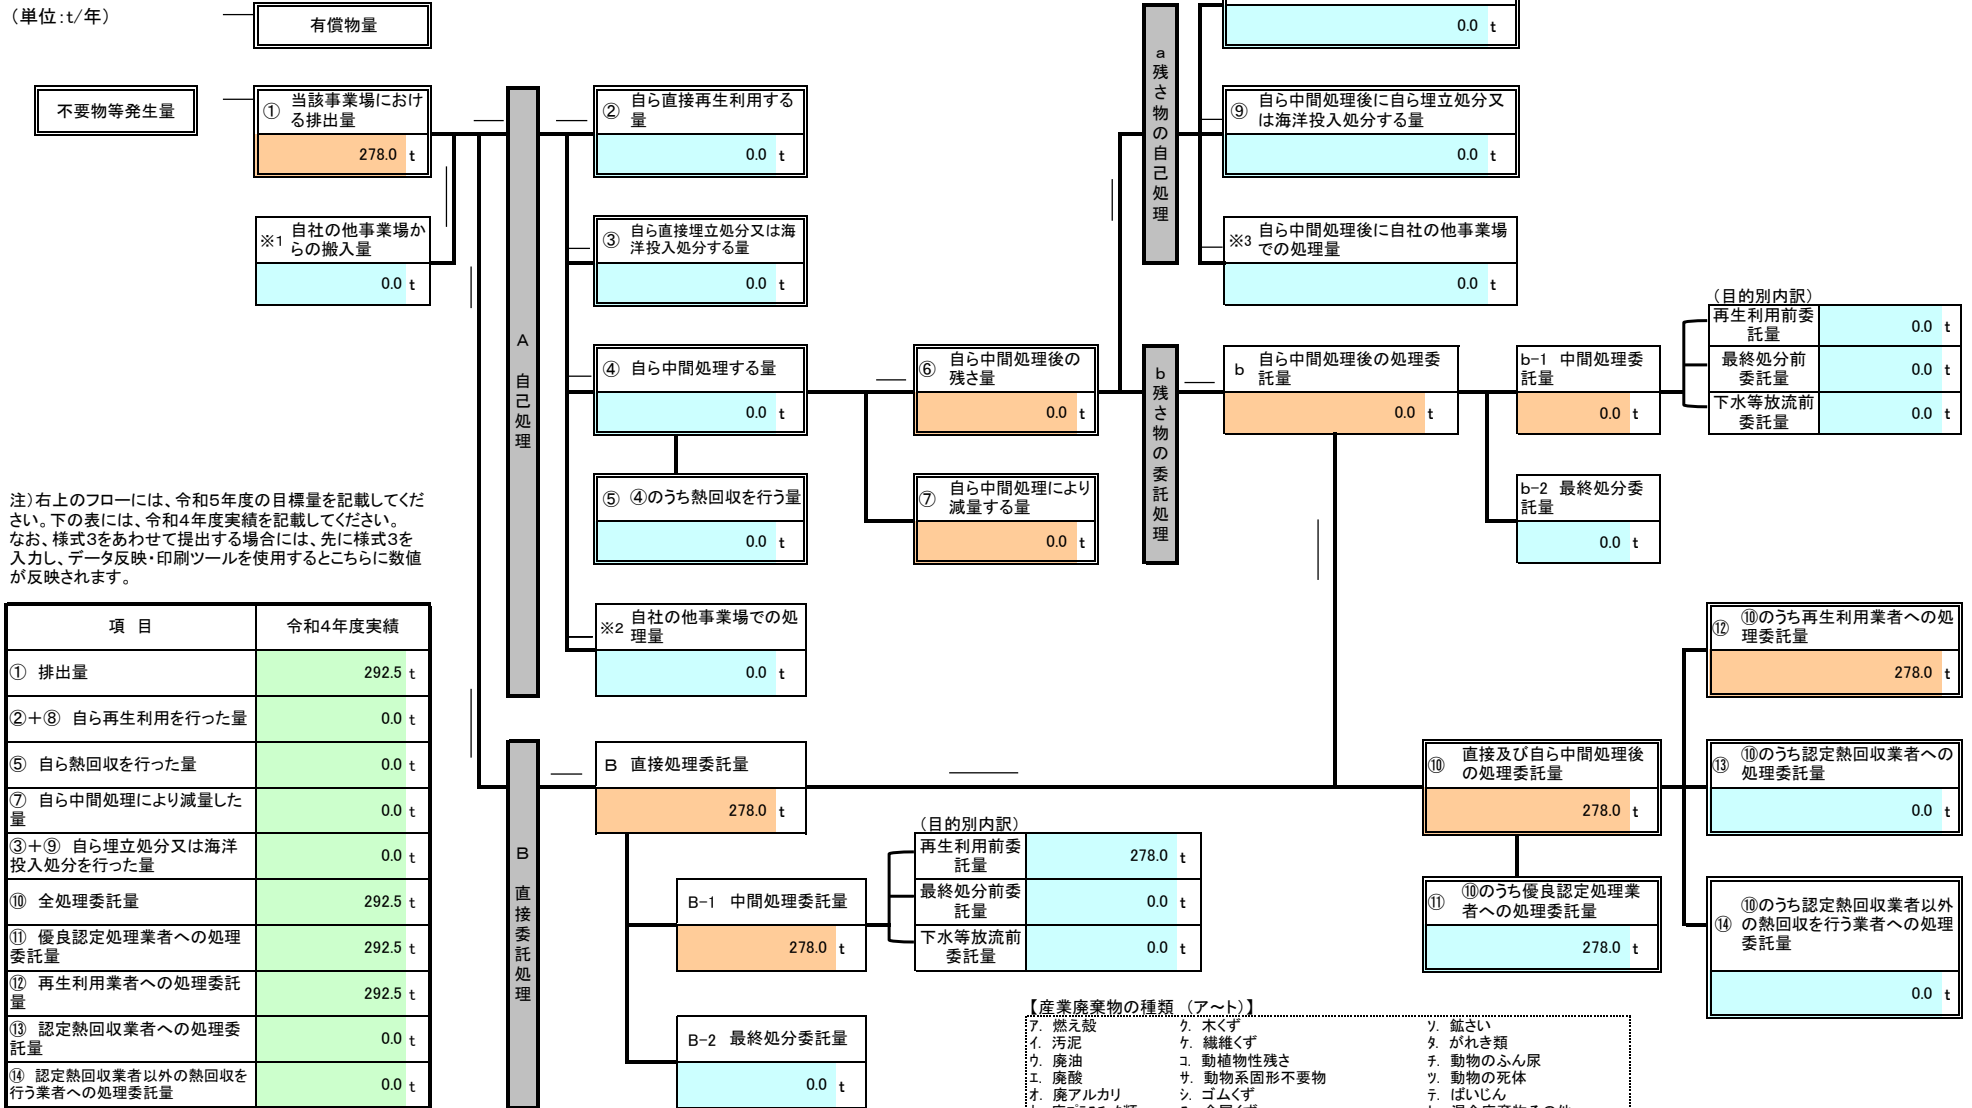 （単位：t/年）
有償物量
0.0 t
不要物等発生量
① 当該事業場におけ
る排出量
278.0 t
※1 自社の他事業場か
らの搬入量
0.0 t
A 自己処理
② 自ら直接再生利用する
量
0.0 t
③ 自ら直接埋立処分又は海
洋投入処分する量
0.0 t
④ 自ら中間処理する量
0.0 t
⑤ ④のうち熱回収を行う量
0.0 t
※2 自社の他事業場での処
理量
0.0 t
⑥ 自ら中間処理後の
残さ量
0.0 t
⑦ 自ら中間処理により
減量する量
0.0 t
a 残さ物の自己処理
⑨ 自ら中間処理後に自ら埋立処分又
は海洋投入処分する量
0.0 t
※3 自ら中間処理後に自社の他事業場
での処理量
0.0 t
b 残さ物の委託処理
b 自ら中間処理後の処理委
託量
0.0 t
b-1 中間処理委
託量
0.0 t
（目的別内訳）
再生利用前委
託量
0.0 t
最終処分前
委託量
0.0 t
下水等放流前
委託量
0.0 t
b-2 最終処分委
託量
0.0 t
注）右上のフローには、令和５年度の目標量を記載してくだ
さい。下の表には、令和４年度実績を記載してください。
なお、様式３をあわせて提出する場合には、先に様式３を
入力し、データ反映・印刷ツールを使用するとこちらに数値
が反映されます。
項 目 令和４年度実績
① 排出量 292.5 t
②＋⑧ 自ら再生利用を行った量 0.0 t
⑤ 自ら熱回収を行った量 0.0 t
⑦ 自ら中間処理により減量した
量 0.0 t
③＋⑨ 自ら埋立処分又は海洋
投入処分を行った量 0.0 t
⑩ 全処理委託量 292.5 t
⑪ 優良認定処理業者への処理
委託量 292.5 t
⑫ 再生利用業者への処理委託
量 292.5 t
⑬ 認定熱回収業者への処理委
託量 0.0 t
⑭ 認定熱回収業者以外の熱回収を
行う業者への処理委託量 0.0 t
B 直接委託処理
B 直接処理委託量
278.0 t
B-1 中間処理委託量
278.0 t
（目的別内訳）
再生利用前委
託量
278.0 t
最終処分前委
託量
0.0 t
下水等放流前
委託量
0.0 t
B-2 最終処分委託量
0.0 t
⑩ 直接及び自ら中間処理後
の処理委託量
278.0 t
⑪ ⑩のうち優良認定処理業
者への処理委託量
278.0 t
⑫ ⑩のうち再生利用業者への処
理委託量
278.0 t
⑬ ⑩のうち認定熱回収業者への
処理委託量
0.0 t
⑭ ⑩のうち認定熱回収業者以外
の熱回収を行う業者への処理
委託量
0.0 t
【産業廃棄物の種類 （ア～ト）】
ア. 燃え殻 ク. 木くず ソ. 鉱さい
イ. 汚泥 ケ. 繊維くず タ. がれき類
ウ. 廃油 コ. 動植物性残さ チ. 動物のふん尿
エ. 廃酸 サ. 動物系固形不要物 ツ. 動物の死体
オ. 廃アルカリ シ. ゴムくず テ. ばいじん